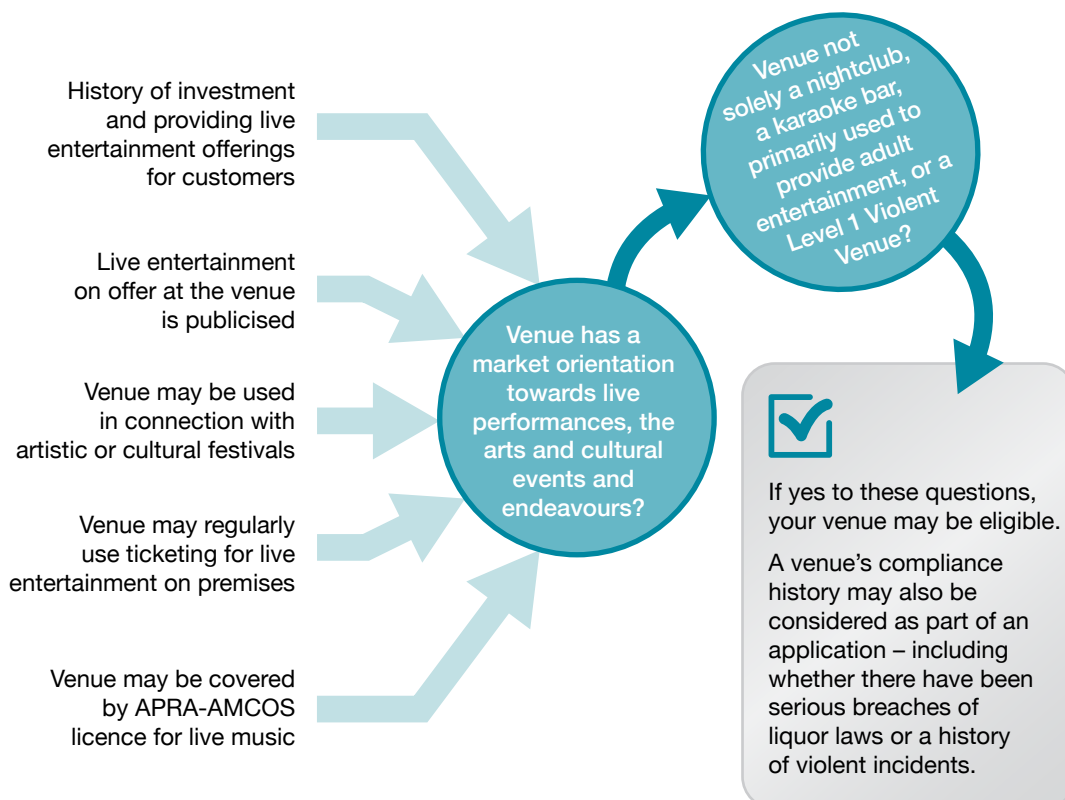 History of investment
and providing live
entertainment offerings
for customers
Live entertainment
on offer at the venue
is publicised
Venue may be used
in connection with
artistic or cultural festivals
Venue may regularly
use ticketing for live
entertainment on premises
Venue may be covered
by APRA-AMCOS
licence for live music
Venue has a
market orientation
towards live
performances, the
arts and cultural
events and
endeavours?
Venue not
solely a nightclub,
a karaoke bar,
primarily used to
provide adult
entertainment, or a
Level 1 Violent
Venue?
If yes to these questions,
your venue may be eligible.
A venue’s compliance
history may also be
considered as part of an
application – including
whether there have been
serious breaches of
liquor laws or a history
of violent incidents.